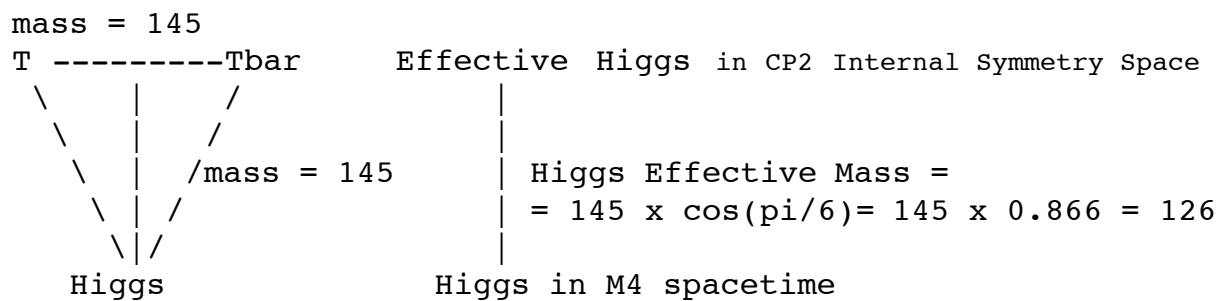 mass = 145
T ---------Tbar Effective Higgs in CP2 Internal Symmetry Space
mass = 145 Higgs Effective Mass =
= 145 x cos(pi/6)= 145 x 0.866 = 126
Higgs Higgs in M4 spacetime